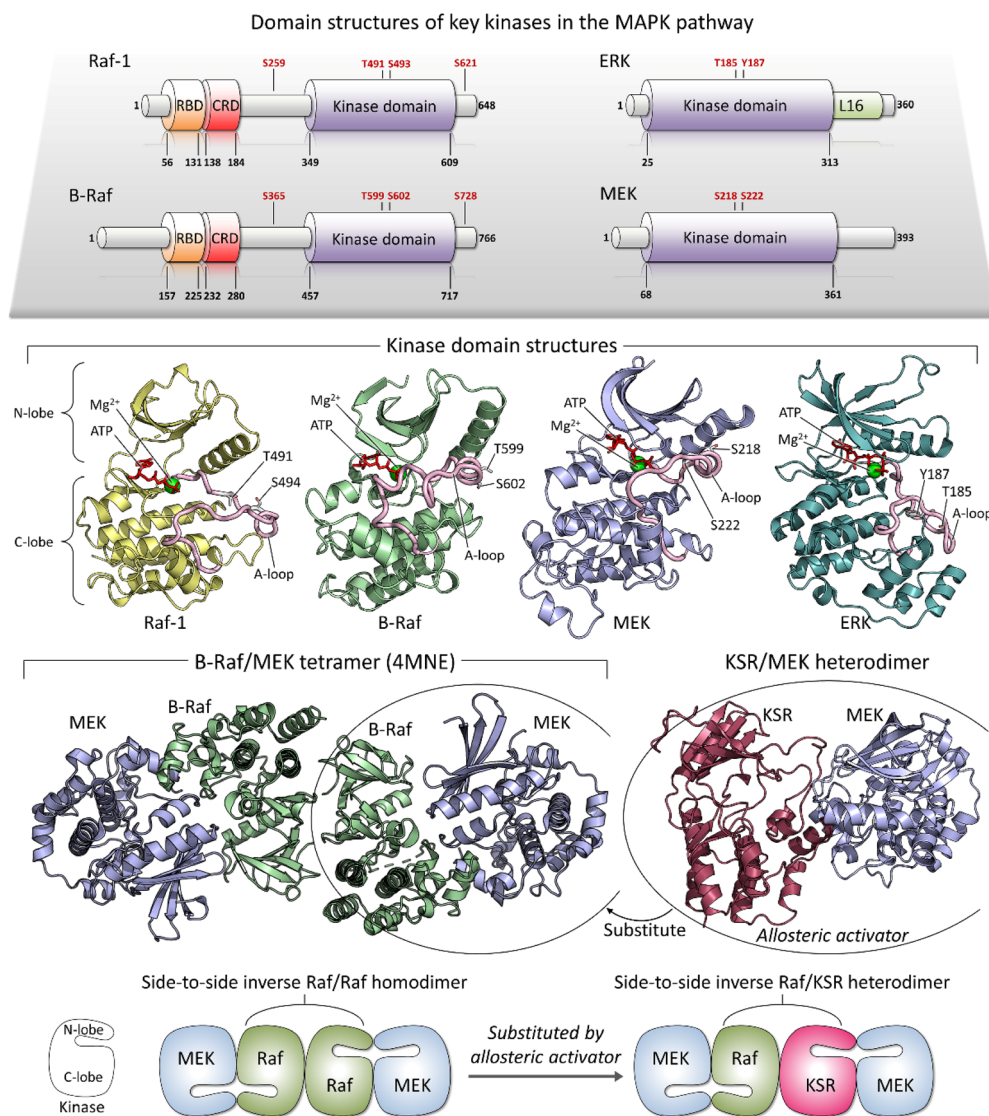 Domain structures of key kinases in the MAPK pathway
Raf-1
S259
T491 S493
S621
1
RBD
CRD
Kinase domain
648
56
131
138
184
349
609
ERK
T185 Y187
1
Kinase domain
L16
360
25
313
B-Raf
S365
T599 S602
S728
1
RBD
CRD
Kinase domain
766
157
225
232
280
457
717
MEK
S218 S222
1
Kinase domain
393
68
361
Kinase domain structures
N-lobe
C-lobe
Mg2+
ATP
T491
S494
A-loop
Raf-1
Mg2+
ATP
T599
S602
A-loop
B-Raf
ATP
Mg2+
S218
A-loop
S222
MEK
ATP
Mg2+
Y187
T185
A-loop
ERK
B-Raf/MEK tetramer (4MNE)
MEK
B-Raf
B-Raf
MEK
KSR/MEK heterodimer
KSR
MEK
Substitute
Allosteric activator
Side-to-side inverse Raf/Raf homodimer
Side-to-side inverse Raf/KSR heterodimer
N-lobe
C-lobe
Kinase
MEK
Raf
Raf
MEK
Substituted by
allosteric activator
MEK
Raf
KSR
MEK